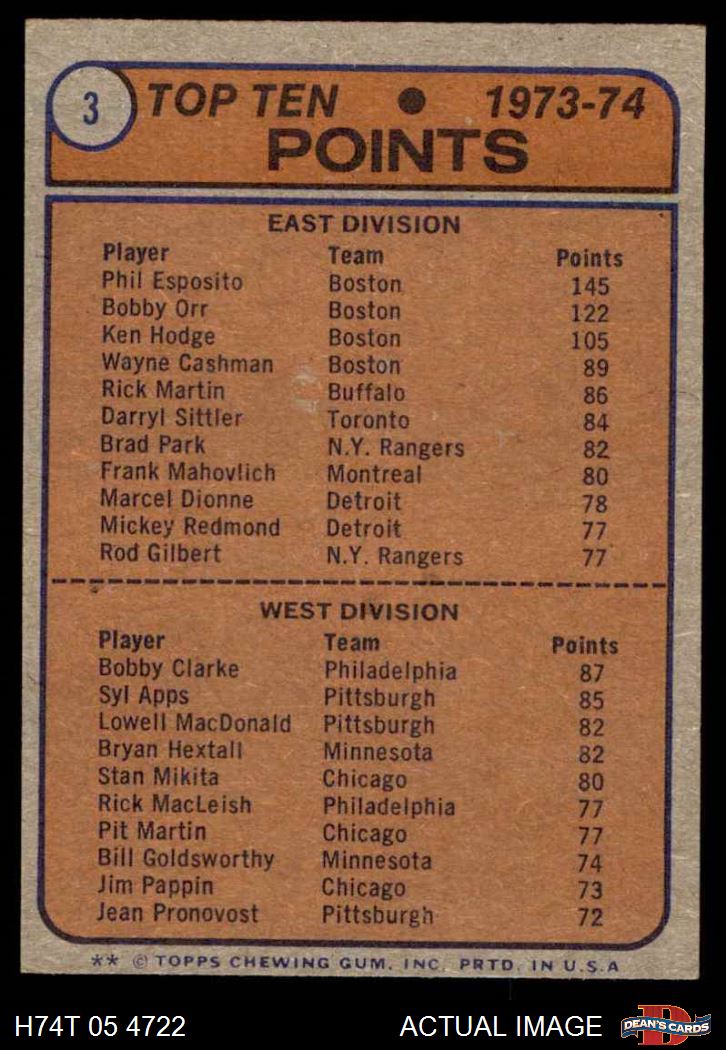 3
TOP TEN ● 1973-74
POINTS
EAST DIVISION
Player Team Points
Phil Esposito Boston 145
Bobby Orr Boston 122
Ken Hodge Boston 105
Wayne Cashman Boston 89
Rick Martin Buffalo 86
Darryl Sittler Toronto 84
Brad Park N.Y. Rangers 82
Frank Mahovlich Montreal 80
Marcel Dionne Detroit 78
Mickey Redmond Detroit 77
Rod Gilbert N.Y. Rangers 77
WEST DIVISION
Player Team Points
Bobby Clarke Philadelphia 87
Syl Apps Pittsburgh 85
Lowell MacDonald Pittsburgh 82
Bryan Hextall Minnesota 82
Stan Mikita Chicago 80
Rick MacLeish Philadelphia 77
Pit Martin Chicago 77
Bill Goldsworthy Minnesota 74
Jim Pappin Chicago 73
Jean Pronovost Pittsburgh 72
** © TOPPS CHEWING GUM, INC. PRTD. IN U.S.A
H74T 05 4722 ACTUAL IMAGE
D
DEAN'S CARDS